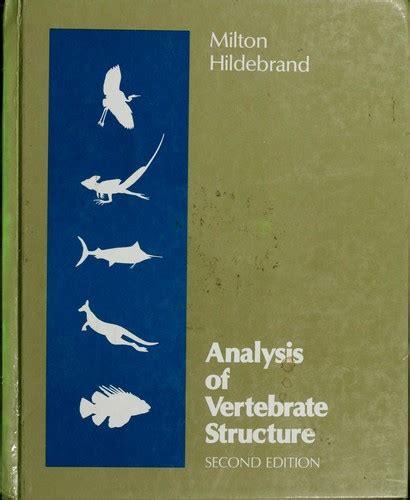 Milton
Hildebrand
Analysis
of
Vertebrate
Structure
SECOND EDITION